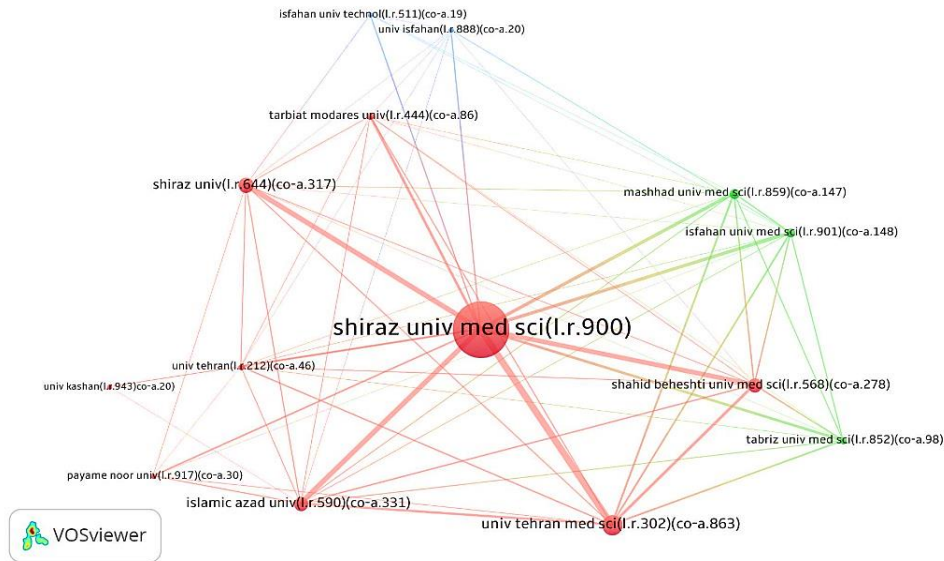 isfahan univ technol(l.r.511)(co-a.19)
univ isfahan(l.r.888)(co-a.20)
tarbiat modares univ(l.r.444)(co-a.86)
shiraz univ(l.r.644)(co-a.317)
mashhad univ med sci(l.r.859)(co-a.147)
isfahan univ med sci(l.r.901)(co-a.148)
shiraz univ med sci(l.r.900)
univ tehran(l.r.212)(co-a.46)
univ kashan(l.r.943)co-a.20)
shahid beheshti univ med sci(l.r.568)(co-a.278)
tabriz univ med sci(l.r.852)(co-a.98)
payame noor univ(l.r.917)(co-a.30)
islamic azad univ(l.r.590)(co-a.331)
univ tehran med sci(l.r.302)(co-a.863)
VOSviewer